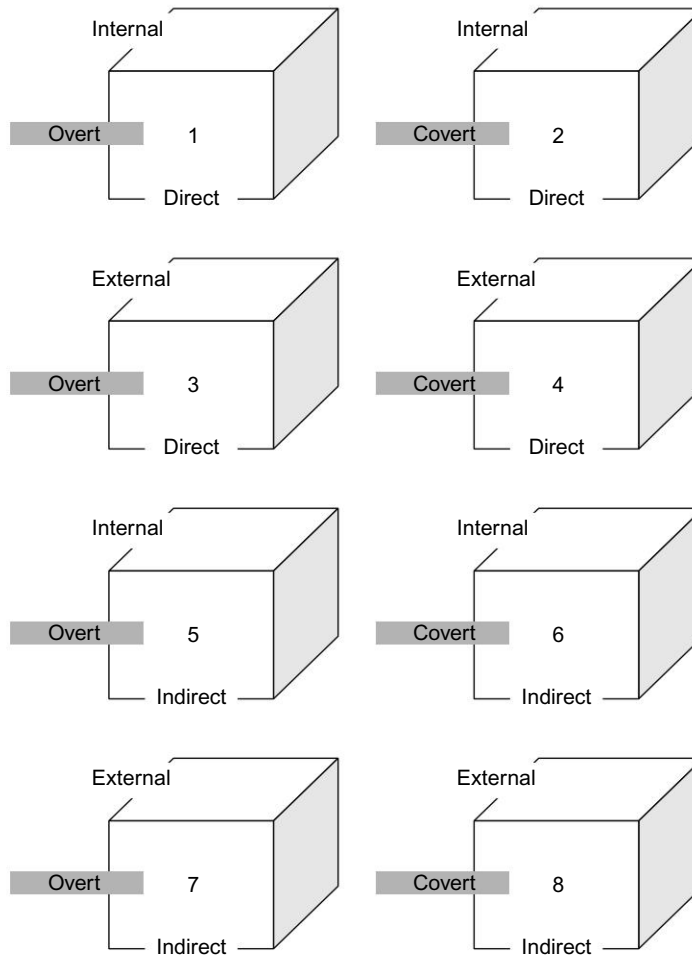 Internal Internal
Overt 1 Covert 2
Direct Direct
External External
Overt 3 Covert 4
Direct Direct
Internal Internal
Overt 5 Covert 6
Indirect Indirect
External External
Overt 7 Covert 8
Indirect Indirect